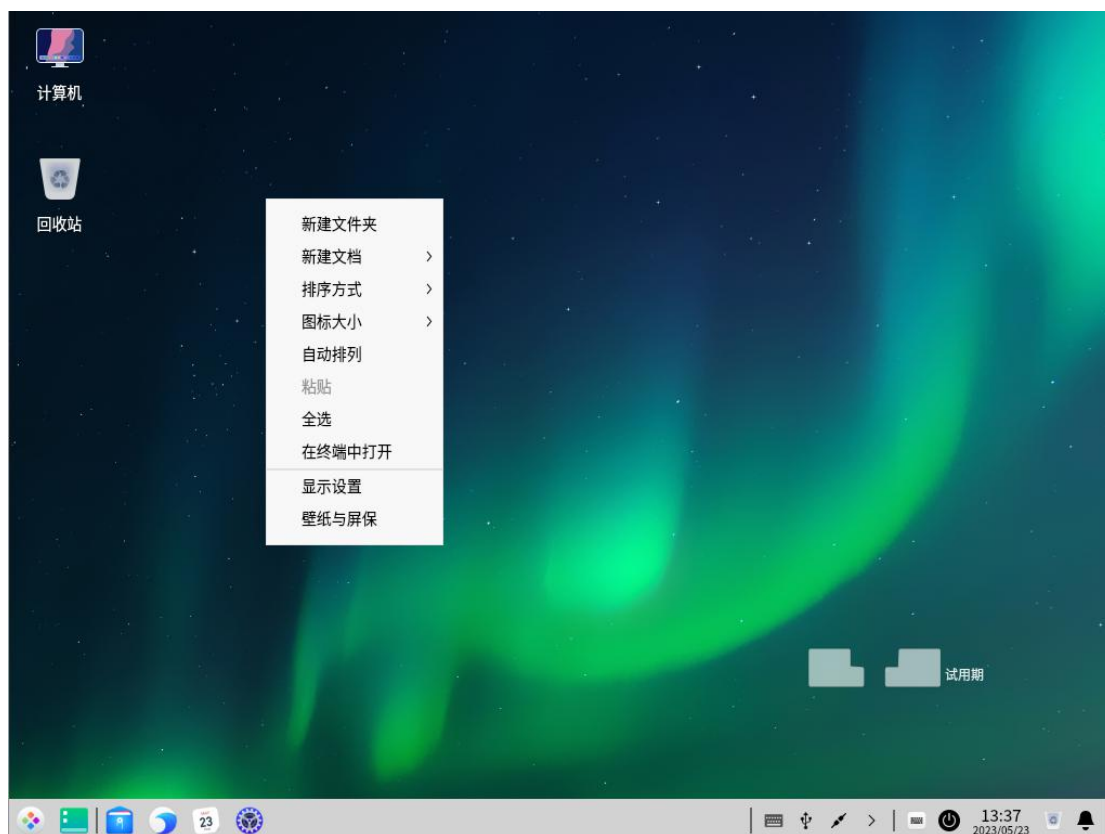 计算机
回收站
新建文件夹
新建文档
排序方式
图标大小
自动排列
粘贴
全选
在终端中打开
显示设置
壁纸与屏保
试用期
23
13:37
2023/05/23